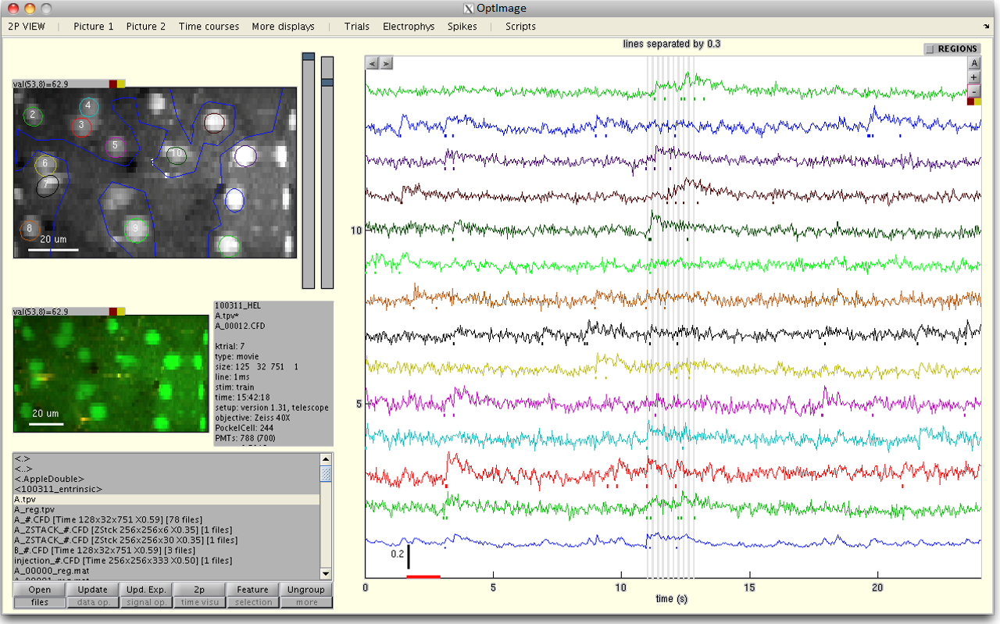 OptImage
2P VIEW | Picture 1 Picture 2 Time courses More displays | Trials Electrophys Spikes | Scripts
lines separated by 0.3
REGIONS
< >
A
+
-
val(53,8)=62.9
4
2
3
5
10
1
6
7
9
8
20 um
10
5
val(53,8)=62.9
20 um
100311_HEL
A.tpv*
A_00012.CFD
ktrial: 7
type: movie
size: 125 32 751 1
line: 1ms
stim: train
time: 15:42:18
setup: version 1.31, telescope
objective: Zeiss 40X
PockelCell: 244
PMTs: 788 (700)
<.>
<..>
<.AppleDouble>
<100311_entrinsic>
A.tpv
A_reg.tpv
A_#.CFD [Time 128x32x751 X0.59] [78 files]
A_ZSTACK_#.CFD [ZStck 256x256x6 X0.35] [1 files]
A_ZSTACK_#.CFD [ZStck 256x256x30 X0.35] [1 files]
B_#.CFD [Time 128x32x751 X0.59] [3 files]
injection_#.CFD [Time 256x256x333 X0.50] [1 files]
A_00000_reg.mat
Open Update Upd. Exp. 2p Feature Ungroup
files data op. signal op. time visu selection more
0.2
0 5 10 15 20
time (s)